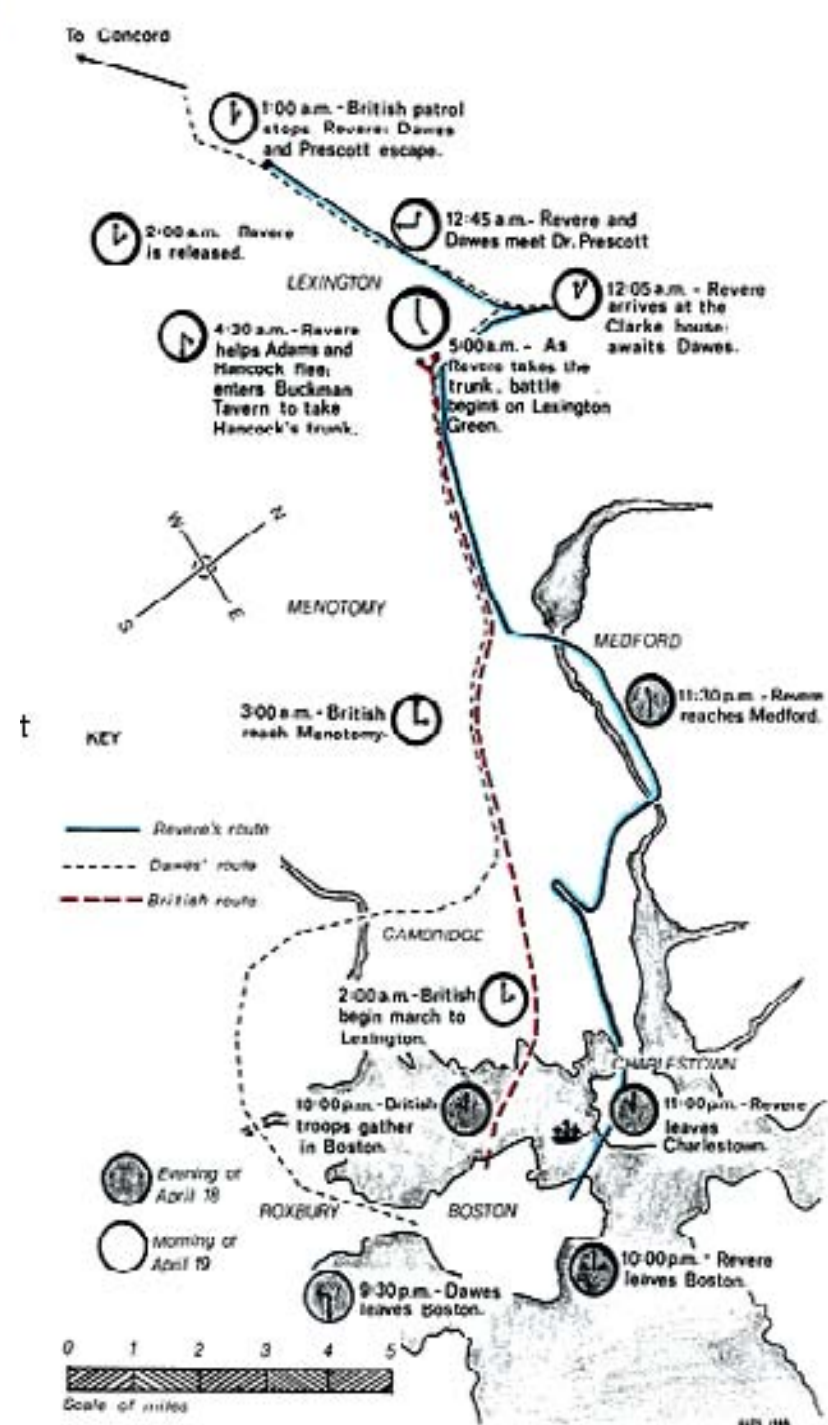 To Concord
1:00 a.m. - British patrol
stops Revere; Dawes
and Prescott escape.
12:45 a.m. - Revere and
Dawes meet Dr. Prescott
2:00 a.m. Revere
is released.
LEXINGTON
12:05 a.m. - Revere
arrives at the
Clarke house;
awaits Dawes.
4:30 a.m. - Revere
helps Adams and
Hancock flee;
enters Buckman
Tavern to take
Hancock's trunk.
5:00 a.m. - As
Revere takes the
trunk, battle
begins on Lexington
Green.
W
N
S
E
MENOTOMY
MEDFORD
11:30 p.m. - Revere
reaches Medford.
3:00 a.m. - British
reach Menotomy.
t
KEY
Revere's route
Dawes' route
British route
CAMBRIDGE
2:00 a.m. - British
begin march to
Lexington.
CHARLESTOWN
10:00 p.m. - British
troops gather
in Boston.
11:00 p.m. - Revere
leaves
Charlestown.
Evening of
April 18
ROXBURY
BOSTON
Morning of
April 19
9:30 p.m. - Dawes
leaves Boston.
10:00 p.m. - Revere
leaves Boston.
0 1 2 3 4 5
Scale of miles